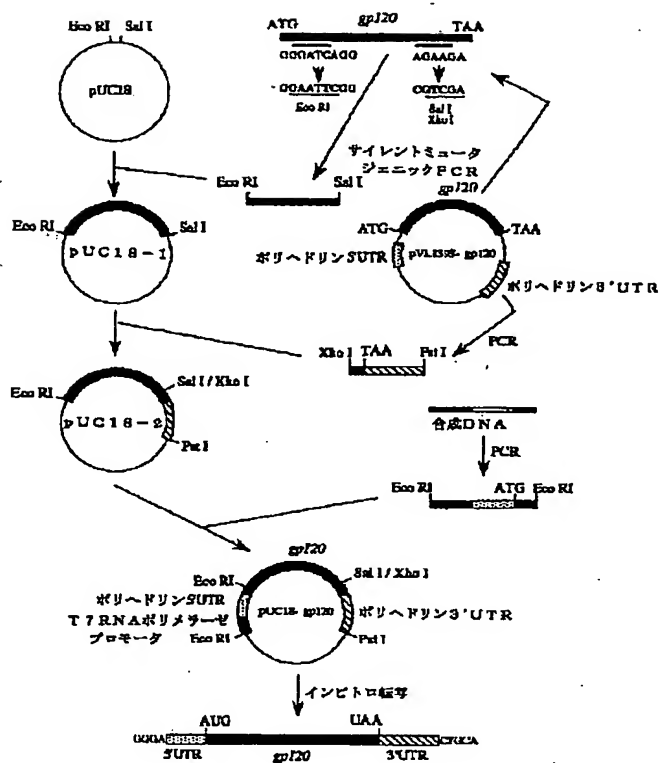 gp120
Eco RI Sal I
ATG TAA
GGGATCAGG AGAAGA
pUC18
GGAATTCGG GGTCGA
Eco RI Sal I
Xho I
サイレントミュータ
ジェニックPCR
Eco RI Sal I
gp120
Eco RI Sal I
ATG TAA
pUC18-1
ポリヘドリン5'UTR
ポリヘドリン3'UTR
PCR
Xho I TAA Pst I
Sal I / Xho I
Eco RI
pUC18-2
Pst I
合成DNA
PCR
Eco RI ATG Eco RI
gp120
Eco RI Sal I / Xho I
ポリヘドリン5'UTR
T7RNAポリメラーゼ
プロモータ Eco RI
pUC18-gp120
ポリヘドリン3'UTR
Pst I
インビトロ転写
AUG UAA
GGGA
5'UTR gp120 3'UTR